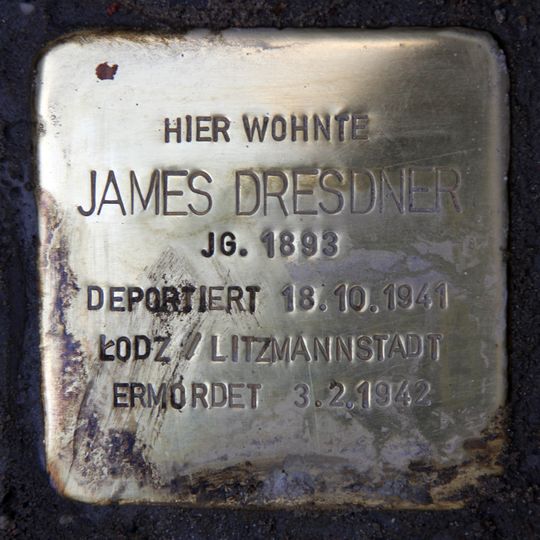 HIER WOHNTE
JAMES DRESDNER
JG. 1893
DEPORTIERT 18.10.1941
ŁODZ / LITZMANNSTADT
ERMORDET 3.2.1942